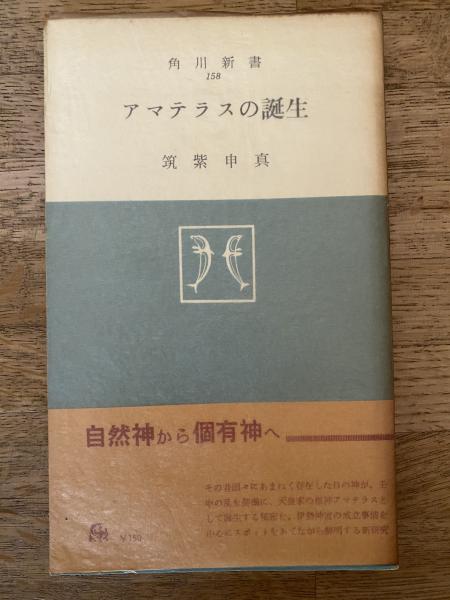 角川新書
158
アマテラスの誕生
筑紫申真
自然神から個有神へ
その昔国々にあまねく存在した日の神が、壬
申の乱を契機に、天皇家の祖神アマテラスと
して誕生する秘密を、伊勢神宮の成立事情を
中心にスポットをあてながら解明する新研究
¥150